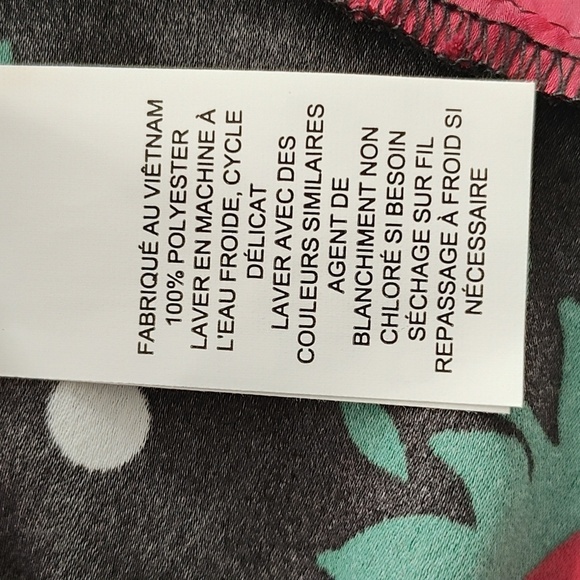 FABRIQUÉ AU VIÊTNAM
100% POLYESTER
LAVER EN MACHINE À
L'EAU FROIDE, CYCLE
DÉLICAT
LAVER AVEC DES
COULEURS SIMILAIRES
AGENT DE
BLANCHIMENT NON
CHLORÉ SI BESOIN
SÉCHAGE SUR FIL
REPASSAGE À FROID SI
NÉCESSAIRE